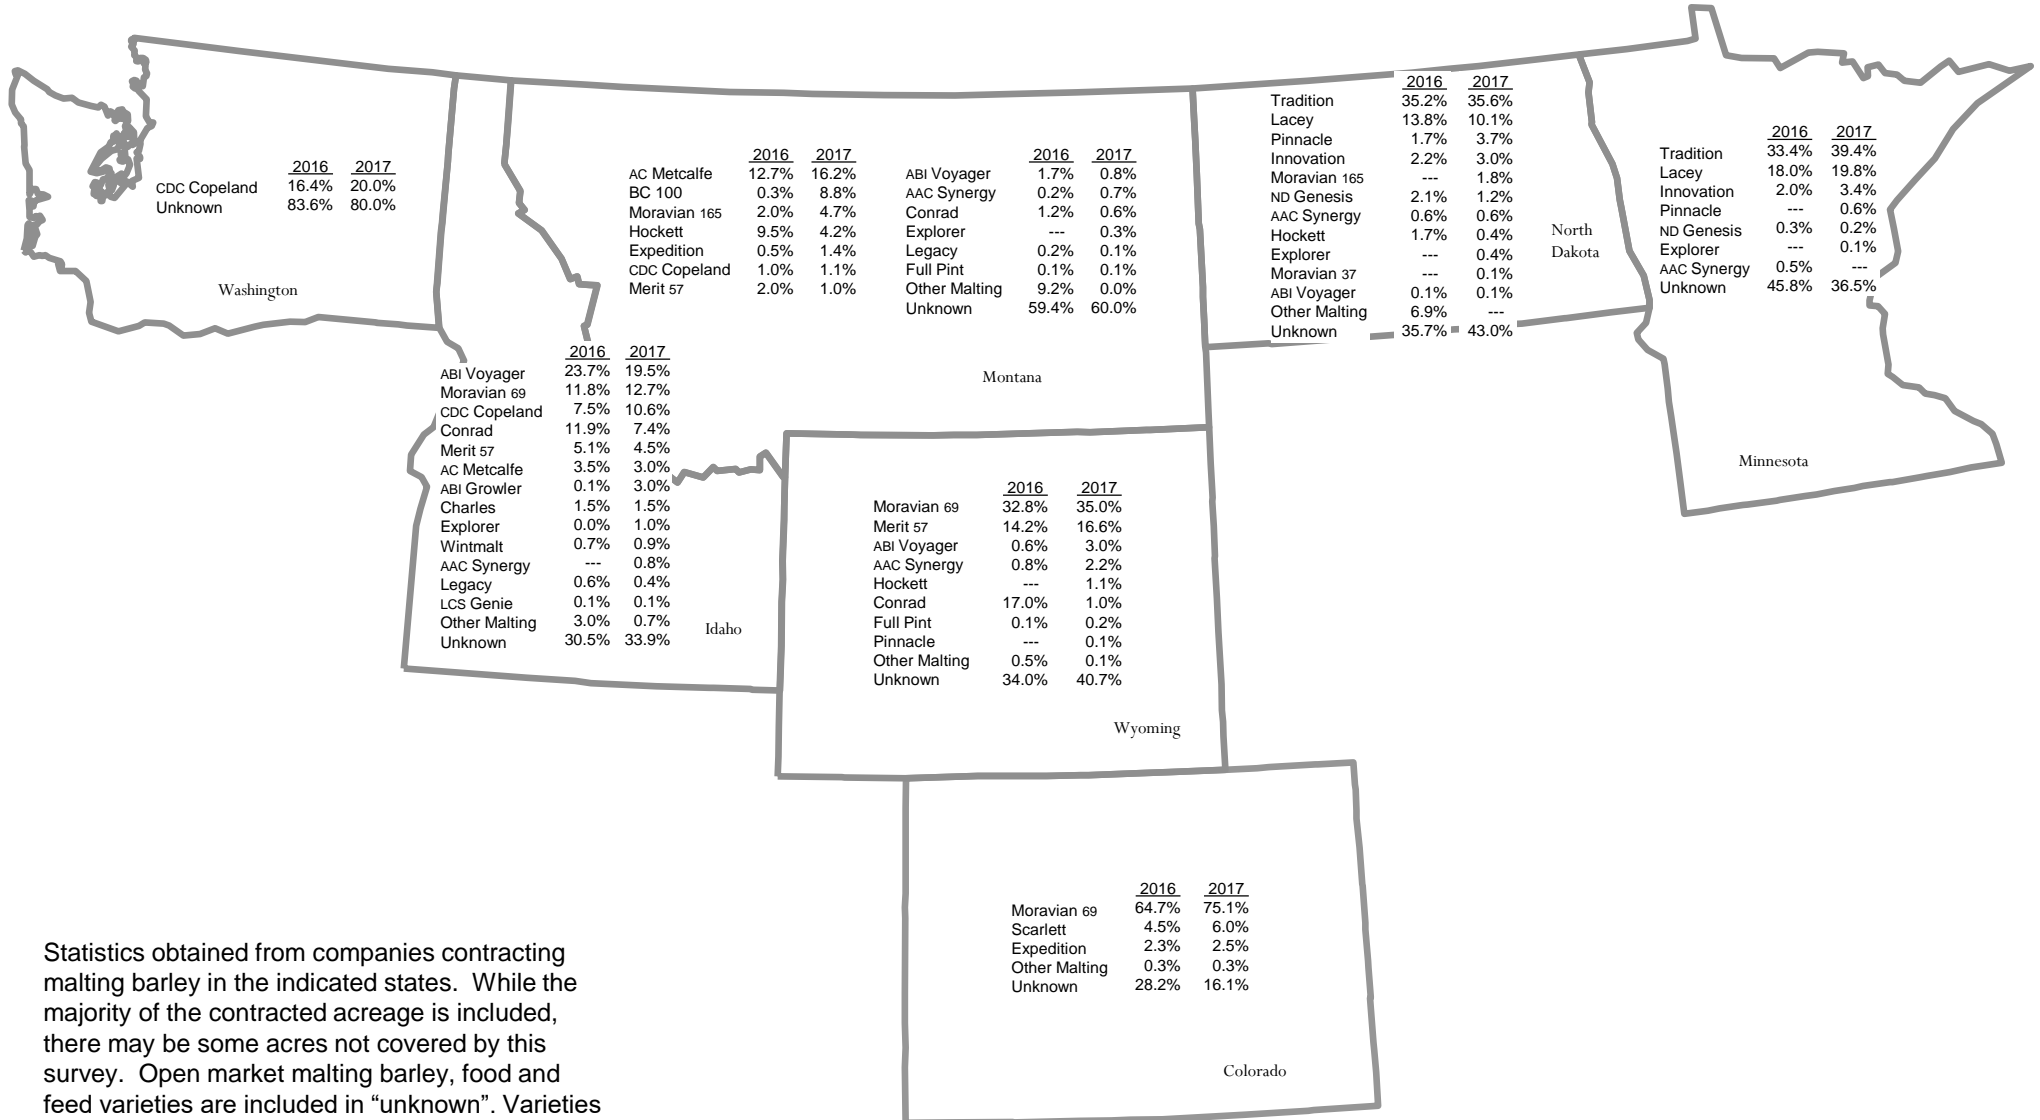 2016 2017
CDC Copeland 16.4% 20.0%
Unknown 83.6% 80.0%
Washington
2016 2017
AC Metcalfe 12.7% 16.2%
BC 100 0.3% 8.8%
Moravian 165 2.0% 4.7%
Hockett 9.5% 4.2%
Expedition 0.5% 1.4%
CDC Copeland 1.0% 1.1%
Merit 57 2.0% 1.0%
2016 2017
ABI Voyager 1.7% 0.8%
AAC Synergy 0.2% 0.7%
Conrad 1.2% 0.6%
Explorer --- 0.3%
Legacy 0.2% 0.1%
Full Pint 0.1% 0.1%
Other Malting 9.2% 0.0%
Unknown 59.4% 60.0%
Montana
2016 2017
Tradition 35.2% 35.6%
Lacey 13.8% 10.1%
Pinnacle 1.7% 3.7%
Innovation 2.2% 3.0%
Moravian 165 --- 1.8%
ND Genesis 2.1% 1.2%
AAC Synergy 0.6% 0.6%
Hockett 1.7% 0.4%
Explorer --- 0.4%
Moravian 37 --- 0.1%
ABI Voyager 0.1% 0.1%
Other Malting 6.9% ---
Unknown 35.7% 43.0%
North
Dakota
2016 2017
Tradition 33.4% 39.4%
Lacey 18.0% 19.8%
Innovation 2.0% 3.4%
Pinnacle --- 0.6%
ND Genesis 0.3% 0.2%
Explorer --- 0.1%
AAC Synergy 0.5% ---
Unknown 45.8% 36.5%
Minnesota
2016 2017
ABI Voyager 23.7% 19.5%
Moravian 69 11.8% 12.7%
CDC Copeland 7.5% 10.6%
Conrad 11.9% 7.4%
Merit 57 5.1% 4.5%
AC Metcalfe 3.5% 3.0%
ABI Growler 0.1% 3.0%
Charles 1.5% 1.5%
Explorer 0.0% 1.0%
Wintmalt 0.7% 0.9%
AAC Synergy --- 0.8%
Legacy 0.6% 0.4%
LCS Genie 0.1% 0.1%
Other Malting 3.0% 0.7%
Unknown 30.5% 33.9%
Idaho
2016 2017
Moravian 69 32.8% 35.0%
Merit 57 14.2% 16.6%
ABI Voyager 0.6% 3.0%
AAC Synergy 0.8% 2.2%
Hockett --- 1.1%
Conrad 17.0% 1.0%
Full Pint 0.1% 0.2%
Pinnacle --- 0.1%
Other Malting 0.5% 0.1%
Unknown 34.0% 40.7%
Wyoming
2016 2017
Moravian 69 64.7% 75.1%
Scarlett 4.5% 6.0%
Expedition 2.3% 2.5%
Other Malting 0.3% 0.3%
Unknown 28.2% 16.1%
Colorado
Statistics obtained from companies contracting
malting barley in the indicated states. While the
majority of the contracted acreage is included,
there may be some acres not covered by this
survey. Open market malting barley, food and
feed varieties are included in “unknown”. Varieties